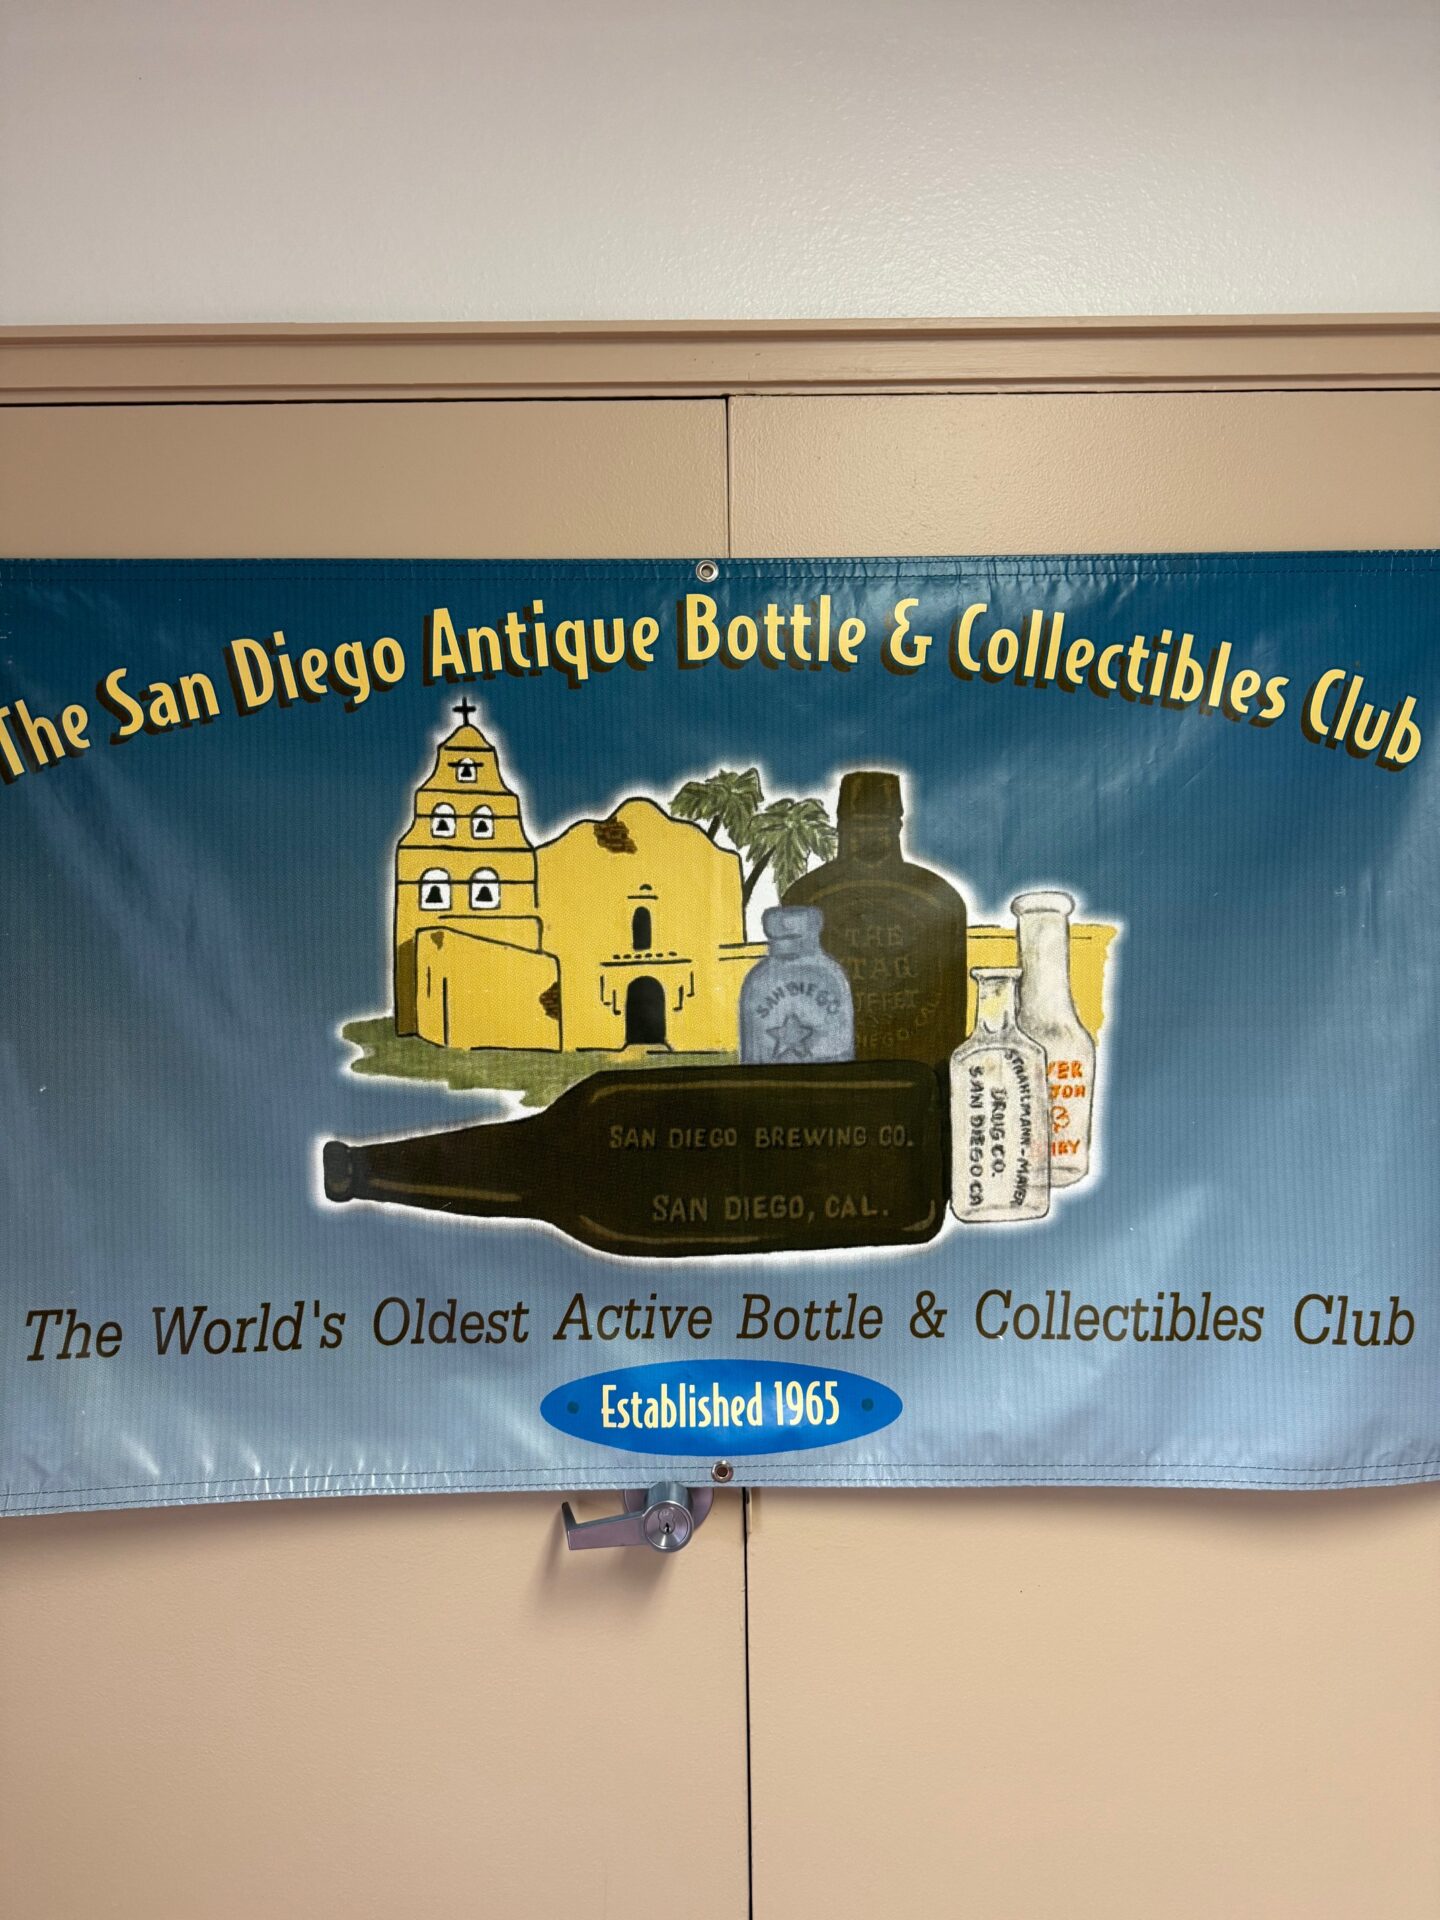 The San Diego Antique Bottle & Collectibles Club
THE
SAN DIEGO
SAN DIEGO BREWING CO.
SAN DIEGO, CAL.
STRAHLMANN-MAYER
DRUG CO.
SAN DIEGO CA
The World's Oldest Active Bottle & Collectibles Club
Established 1965